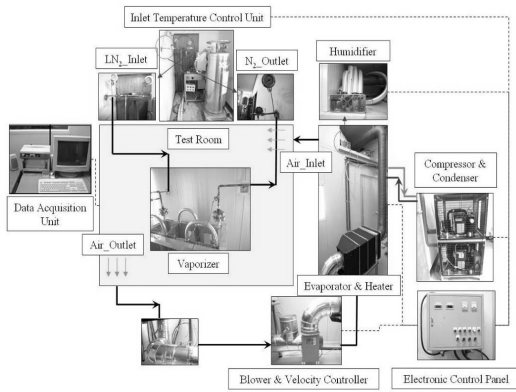 Inlet Temperature Control Unit
LN₂_Inlet
N₂_Outlet
Humidifier
Test Room
Air_Inlet
Compressor &
Condenser
Data Acquisition
Unit
Air_Outlet
Vaporizer
Evaporator & Heater
Blower & Velocity Controller
Electronic Control Panel